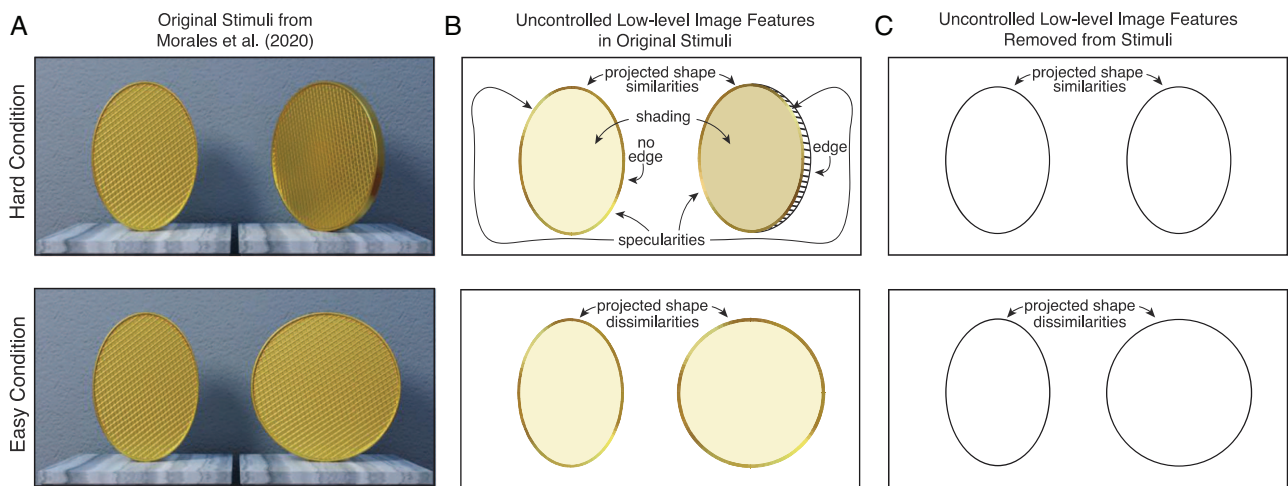 A
Original Stimuli from
Morales et al. (2020)
Hard Condition
Easy Condition
B
Uncontrolled Low-level Image Features
in Original Stimuli
projected shape
similarities
shading
no
edge
edge
specularities
projected shape
dissimilarities
C
Uncontrolled Low-level Image Features
Removed from Stimuli
projected shape
similarities
projected shape
dissimilarities